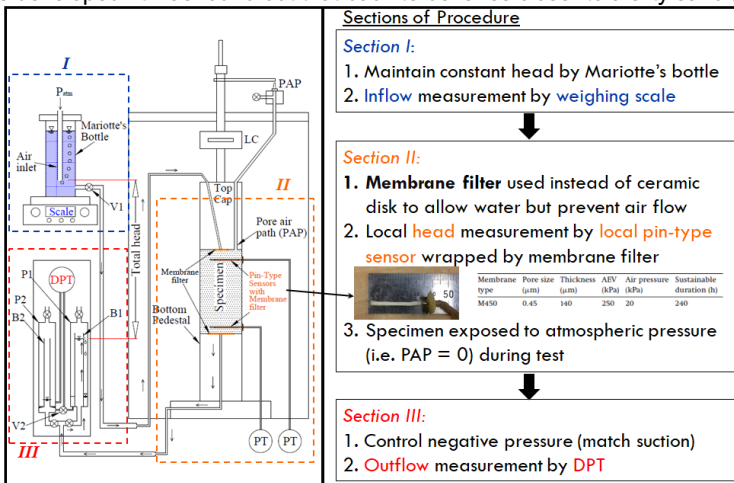 Sections of Procedure
I
P_atm
Mariotte's
Bottle
Air
inlet
V1
Scale
Total head
PAP
LC
II
Top
Cap
Pore air
path (PAP)
Membrane
filter
Specimen
Pin-Type
Sensors
with
Membrane
filter
Bottom
Pedestal
PT
PT
P1
DPT
P2
B2
B1
V2
III
Section I:
1. Maintain constant head by Mariotte's bottle
2. Inflow measurement by weighing scale
Section II:
1. Membrane filter used instead of ceramic
disk to allow water but prevent air flow
2. Local head measurement by local pin-type
sensor wrapped by membrane filter
50
Membrane type Pore size (μm) Thickness (μm) AEV (kPa) Air pressure (kPa) Sustainable duration (h)
M450 0.45 140 250 20 240
3. Specimen exposed to atmospheric pressure
(i.e. PAP = 0) during test
Section III:
1. Control negative pressure (match suction)
2. Outflow measurement by DPT